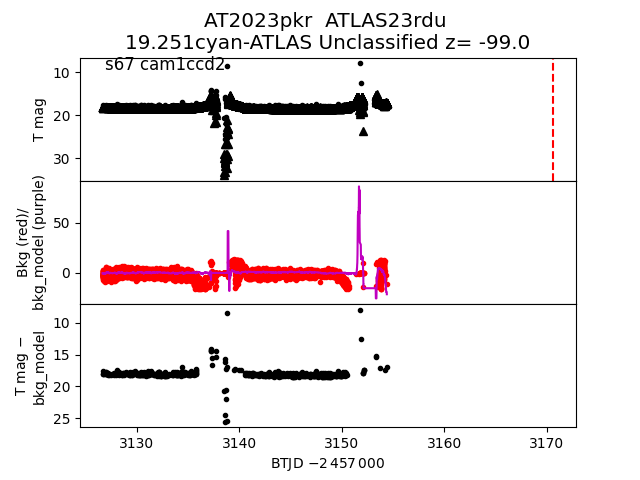 AT2023pkr  ATLAS23rdu
19.251cyan-ATLAS Unclassified z= -99.0
s67 cam1ccd2
10
20
30
T mag
50
0
Bkg (red)/
bkg_model (purple)
10
15
20
25
T mag −
bkg_model
3130
3140
3150
3160
3170
BTJD −2 457 000